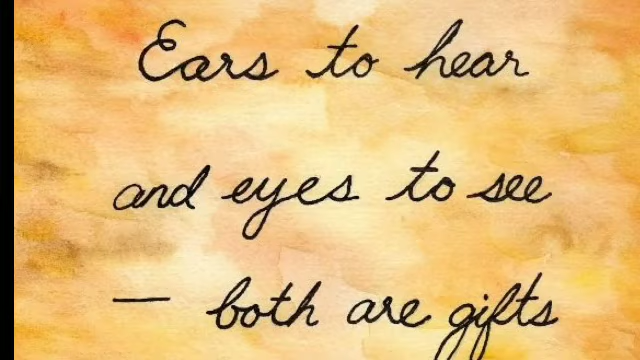 Ears to hear
and eyes to see
— both are gifts